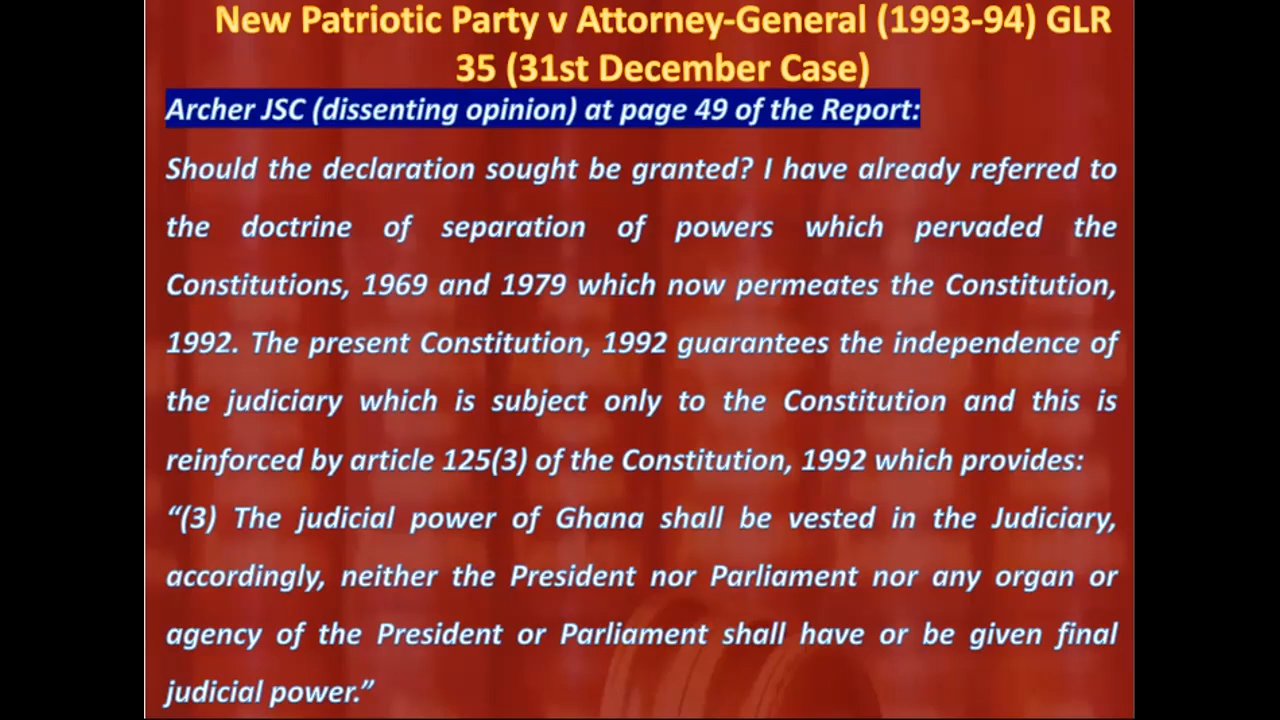 New Patriotic Party v Attorney-General (1993-94) GLR
35 (31st December Case)
Archer JSC (dissenting opinion) at page 49 of the Report:
Should the declaration sought be granted? I have already referred to
the doctrine of separation of powers which pervaded the
Constitutions, 1969 and 1979 which now permeates the Constitution,
1992. The present Constitution, 1992 guarantees the independence of
the judiciary which is subject only to the Constitution and this is
reinforced by article 125(3) of the Constitution, 1992 which provides:
“(3) The judicial power of Ghana shall be vested in the Judiciary,
accordingly, neither the President nor Parliament nor any organ or
agency of the President or Parliament shall have or be given final
judicial power.”